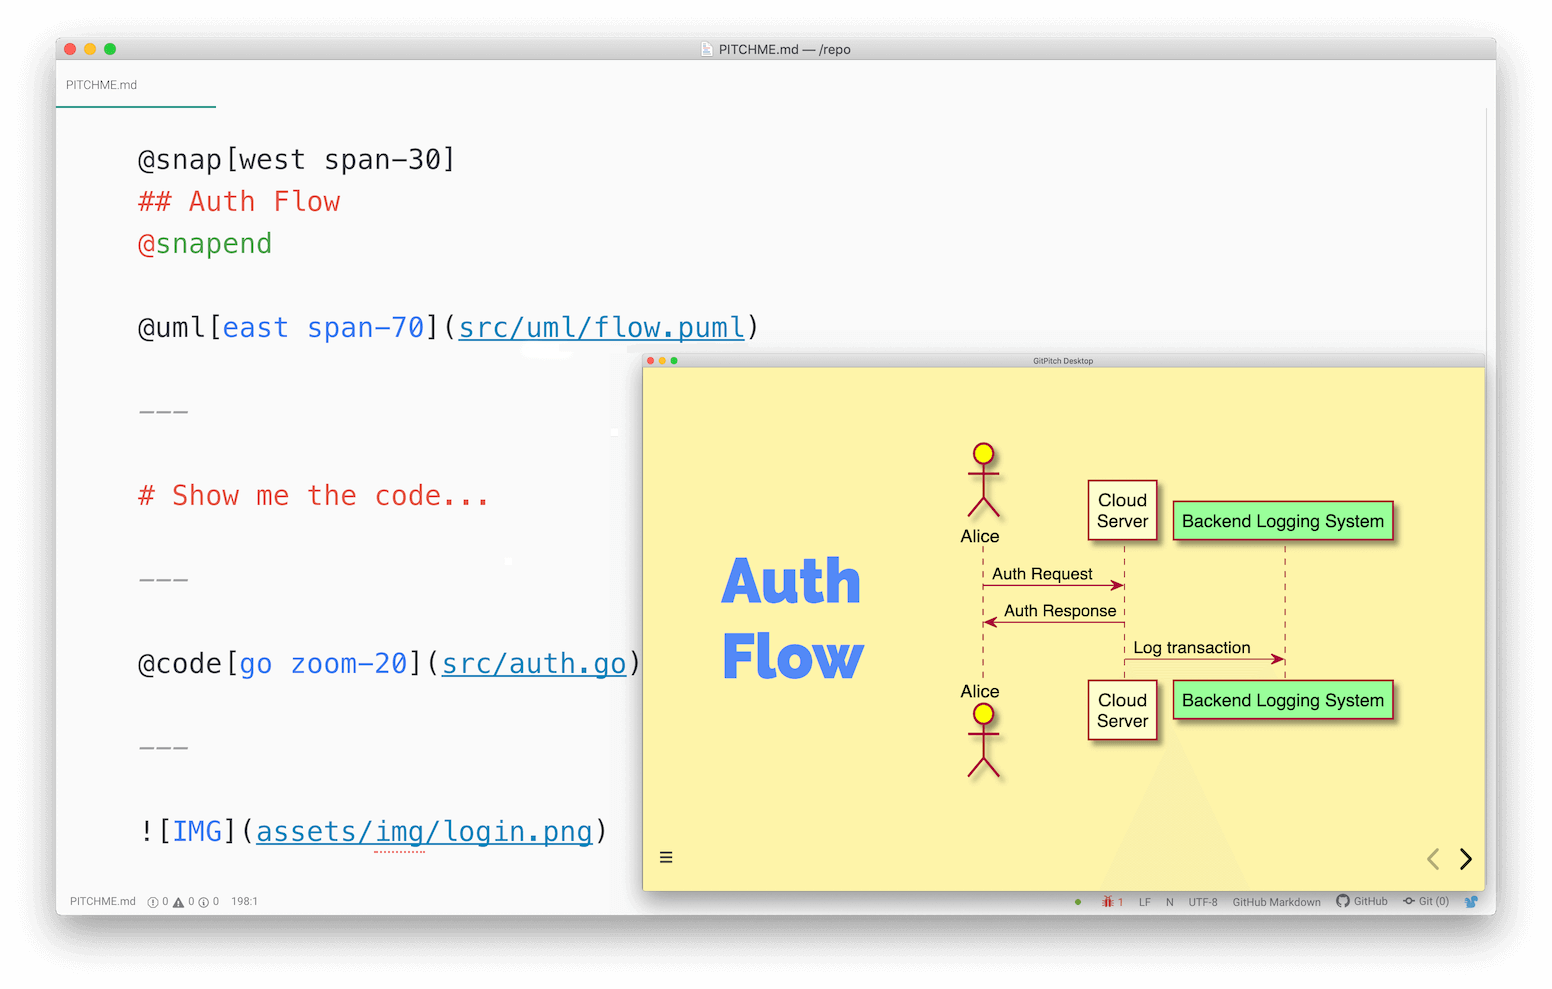 PITCHME.md — /repo
PITCHME.md
@snap[west span-30]
## Auth Flow
@snapend
@uml[east span-70](src/uml/flow.puml)
---
# Show me the code...
---
@code[go zoom-20](src/auth.go)
---
![IMG](assets/img/login.png)
GitPitch Desktop
Auth
Flow
Alice
Cloud
Server
Backend Logging System
Auth Request
Auth Response
Log transaction
Alice
Cloud
Server
Backend Logging System
PITCHME.md 0 0 0 198:1
1 LF N UTF-8 GitHub Markdown GitHub Git (0)